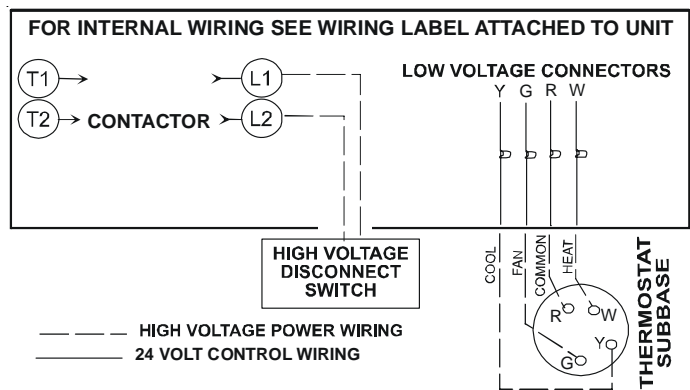 FOR INTERNAL WIRING SEE WIRING LABEL ATTACHED TO UNIT
T1
L1
T2
CONTACTOR
L2
LOW VOLTAGE CONNECTORS
Y G R W
HIGH VOLTAGE
DISCONNECT
SWITCH
COOL
FAN
COMMON
HEAT
R
W
Y
G
THERMOSTAT
SUBBASE
HIGH VOLTAGE POWER WIRING
24 VOLT CONTROL WIRING